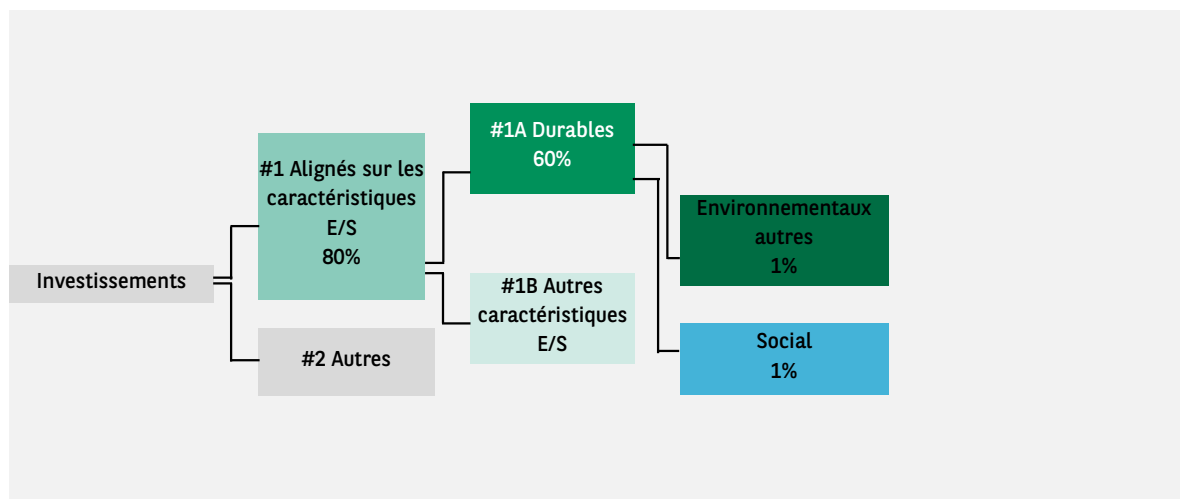 Investissements
#1 Alignés sur les
caractéristiques
E/S
80%
#2 Autres
#1A Durables
60%
#1B Autres
caractéristiques
E/S
Environnementaux
autres
1%
Social
1%